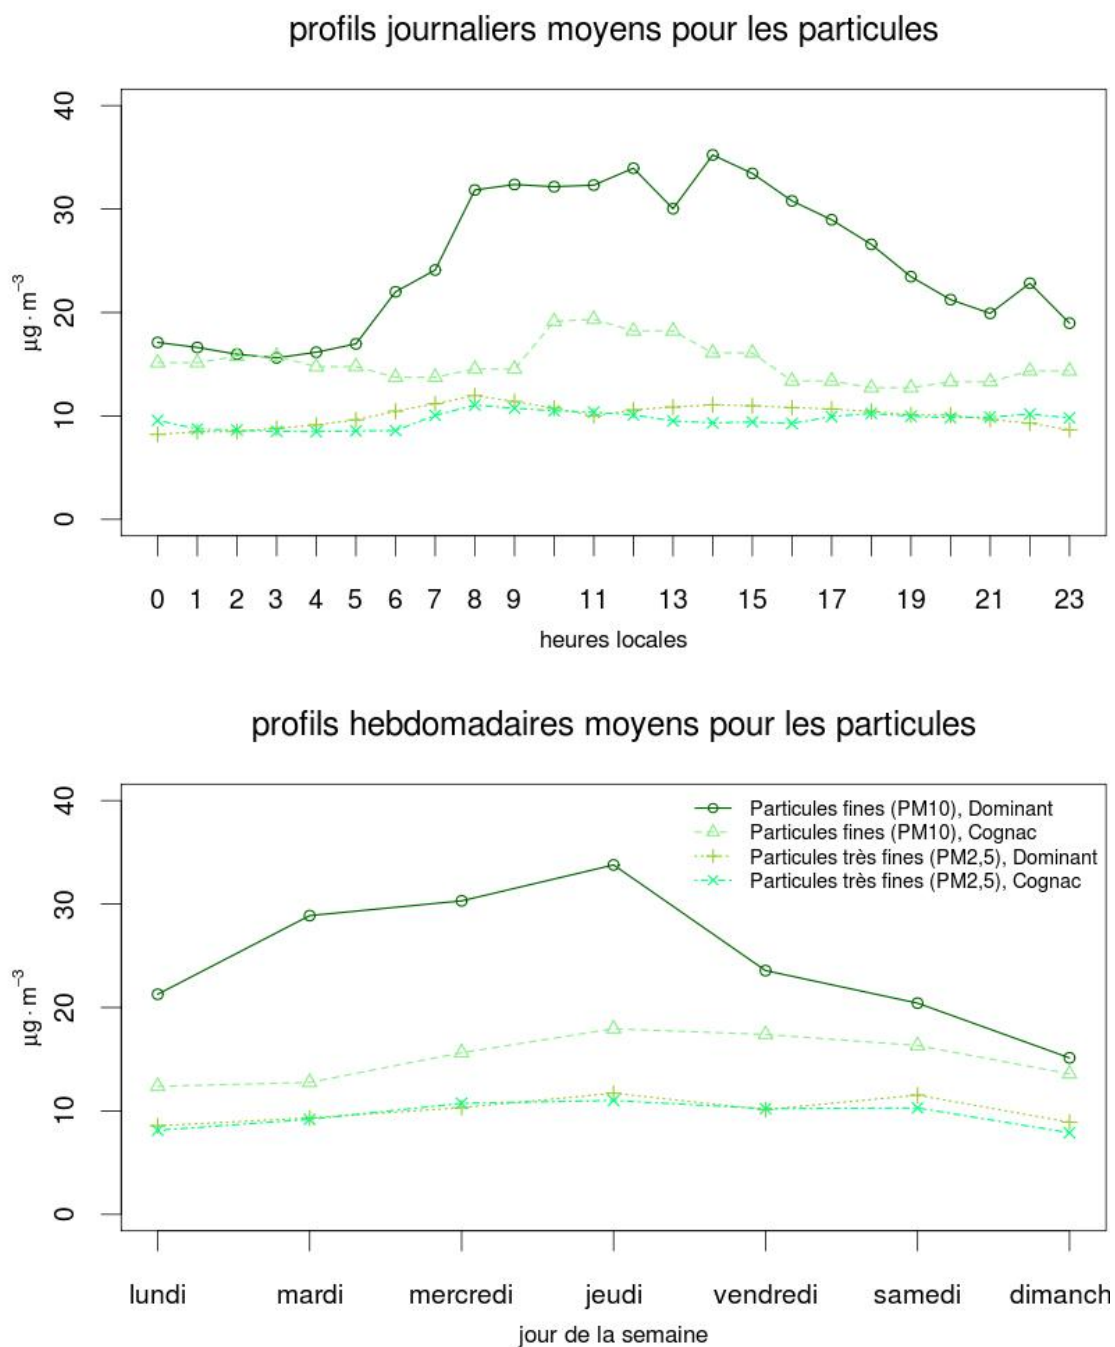 profils journaliers moyens pour les particules
40
30
20
10
0
µg · m⁻³
0 1 2 3 4 5 6 7 8 9 11 13 15 17 19 21 23
heures locales
profils hebdomadaires moyens pour les particules
40
30
20
10
0
µg · m⁻³
Particules fines (PM10), Dominant
Particules fines (PM10), Cognac
Particules très fines (PM2,5), Dominant
Particules très fines (PM2,5), Cognac
lundi mardi mercredi jeudi vendredi samedi dimanch
jour de la semaine